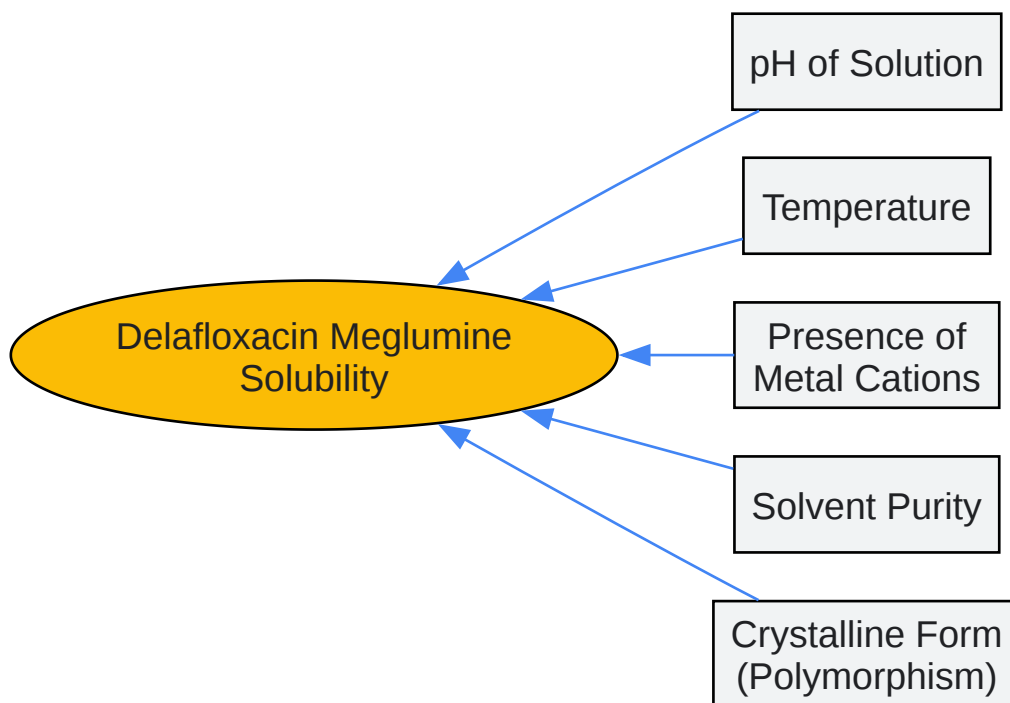 pH of Solution
Temperature
Delafloxacin Meglumine
Solubility
Presence of
Metal Cations
Solvent Purity
Crystalline Form
(Polymorphism)